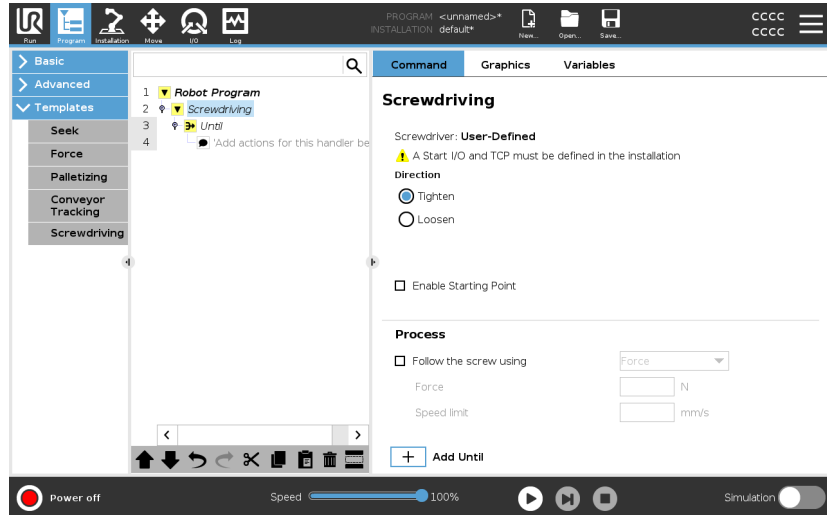 UR
Run
Program
Installation
Move
I/O
Log
PROGRAM <unnamed>*
INSTALLATION default*
New...
Open...
Save...
CCCC
CCCC
Basic
Advanced
Templates
Seek
Force
Palletizing
Conveyor
Tracking
Screwdriving
1 Robot Program
2 Screwdriving
3 Until
4 'Add actions for this handler be
Command Graphics Variables
Screwdriving
Screwdriver: User-Defined
A Start I/O and TCP must be defined in the installation
Direction
Tighten
Loosen
Enable Starting Point
Process
Follow the screw using Force
Force N
Speed limit mm/s
+ Add Until
Power off
Speed 100%
Simulation